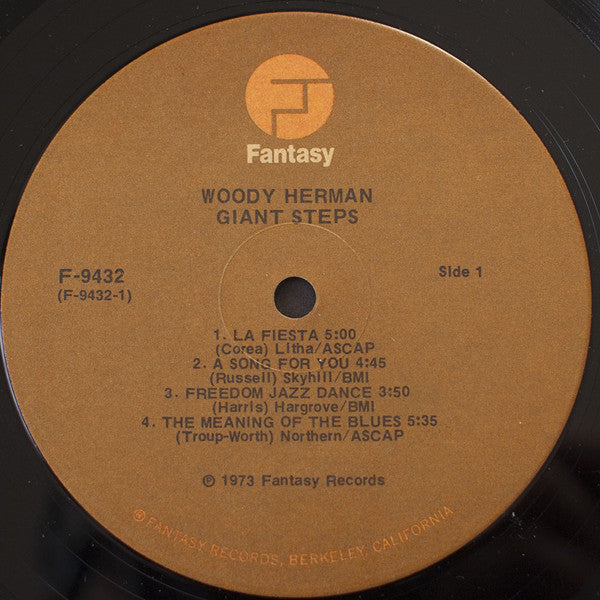 Fantasy
WOODY HERMAN
GIANT STEPS
F-9432
(F-9432-1)
Side 1
1. LA FIESTA 5:00
(Corea) Litha/ASCAP
2. A SONG FOR YOU 4:45
(Russell) Skyhill/BMI
3. FREEDOM JAZZ DANCE 3:50
(Harris) Hargrove/BMI
4. THE MEANING OF THE BLUES 5:35
(Troup-Worth) Northern/ASCAP
℗ 1973 Fantasy Records
® FANTASY RECORDS, BERKELEY, CALIFORNIA